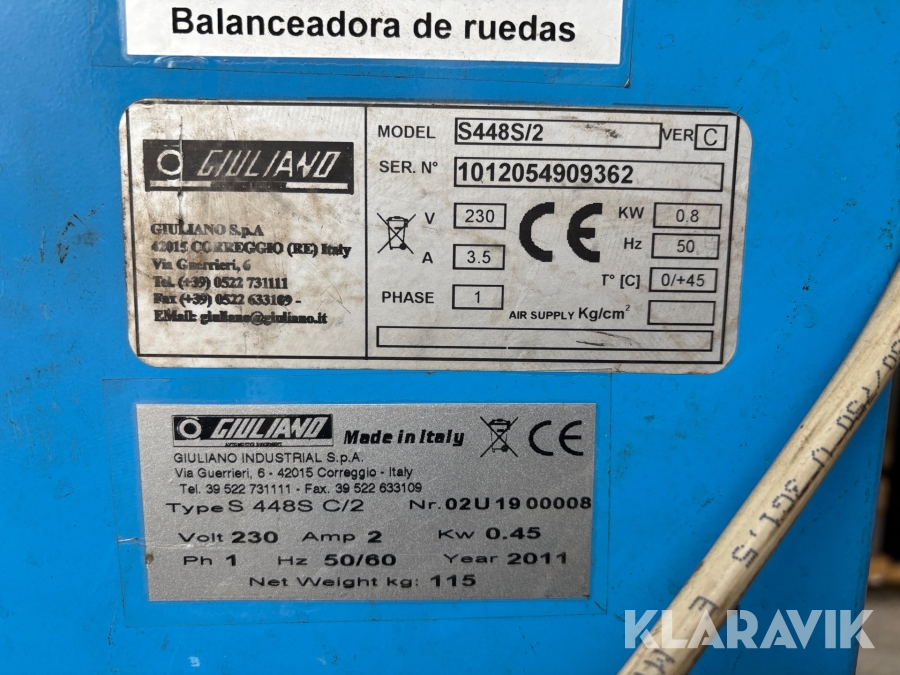 Balanceadora de ruedas
GIULIANO
GIULIANO S.p.A
42015 CORREGGIO (RE) Italy
Via Guerrieri, 6
Tel. (+39) 0522 731111
Fax (+39) 0522 633109 -
EMail: giuliano@giuliano.it
MODEL S448S/2 VER C
SER. N° 1012054909362
V 230 CE KW 0.8
Hz 50
A 3.5
T° [C] 0/+45
PHASE 1
AIR SUPPLY Kg/cm²
GIULIANO
Made in Italy CE
GIULIANO INDUSTRIAL S.p.A.
Via Guerrieri, 6 - 42015 Correggio - Italy
Tel. 39 522 731111 - Fax. 39 522 633109
Type S 448S C/2 Nr. 02U19 00008
Volt 230 Amp 2 Kw 0.45
Ph 1 Hz 50/60 Year 2011
Net Weight kg: 115
KLARAVIK